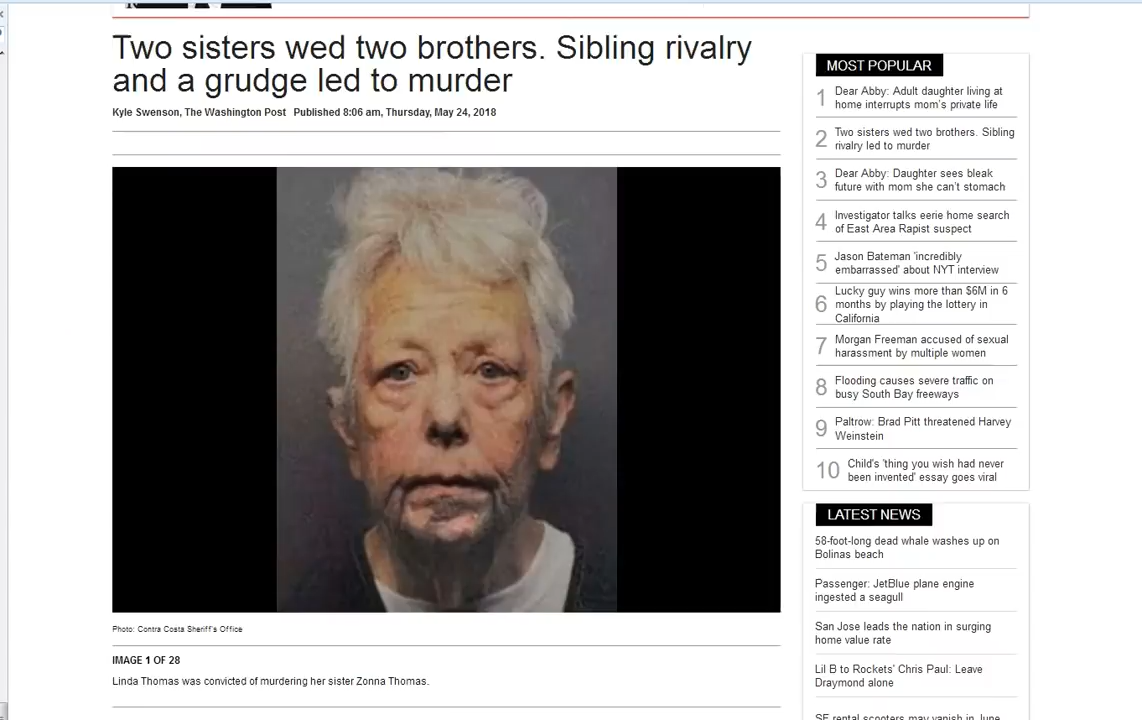 Two sisters wed two brothers. Sibling rivalry
and a grudge led to murder
Kyle Swenson, The Washington Post Published 8:06 am, Thursday, May 24, 2018
Photo: Contra Costa Sheriff's Office
IMAGE 1 OF 28
Linda Thomas was convicted of murdering her sister Zonna Thomas.
MOST POPULAR
1 Dear Abby: Adult daughter living at
home interrupts mom's private life
2 Two sisters wed two brothers. Sibling
rivalry led to murder
3 Dear Abby: Daughter sees bleak
future with mom she can't stomach
4 Investigator talks eerie home search
of East Area Rapist suspect
5 Jason Bateman 'incredibly
embarrassed' about NYT interview
6 Lucky guy wins more than $6M in 6
months by playing the lottery in
California
7 Morgan Freeman accused of sexual
harassment by multiple women
8 Flooding causes severe traffic on
busy South Bay freeways
9 Paltrow: Brad Pitt threatened Harvey
Weinstein
10 Child's 'thing you wish had never
been invented' essay goes viral
LATEST NEWS
58-foot-long dead whale washes up on
Bolinas beach
Passenger: JetBlue plane engine
ingested a seagull
San Jose leads the nation in surging
home value rate
Lil B to Rockets' Chris Paul: Leave
Draymond alone
SF rental scooters may vanish in June